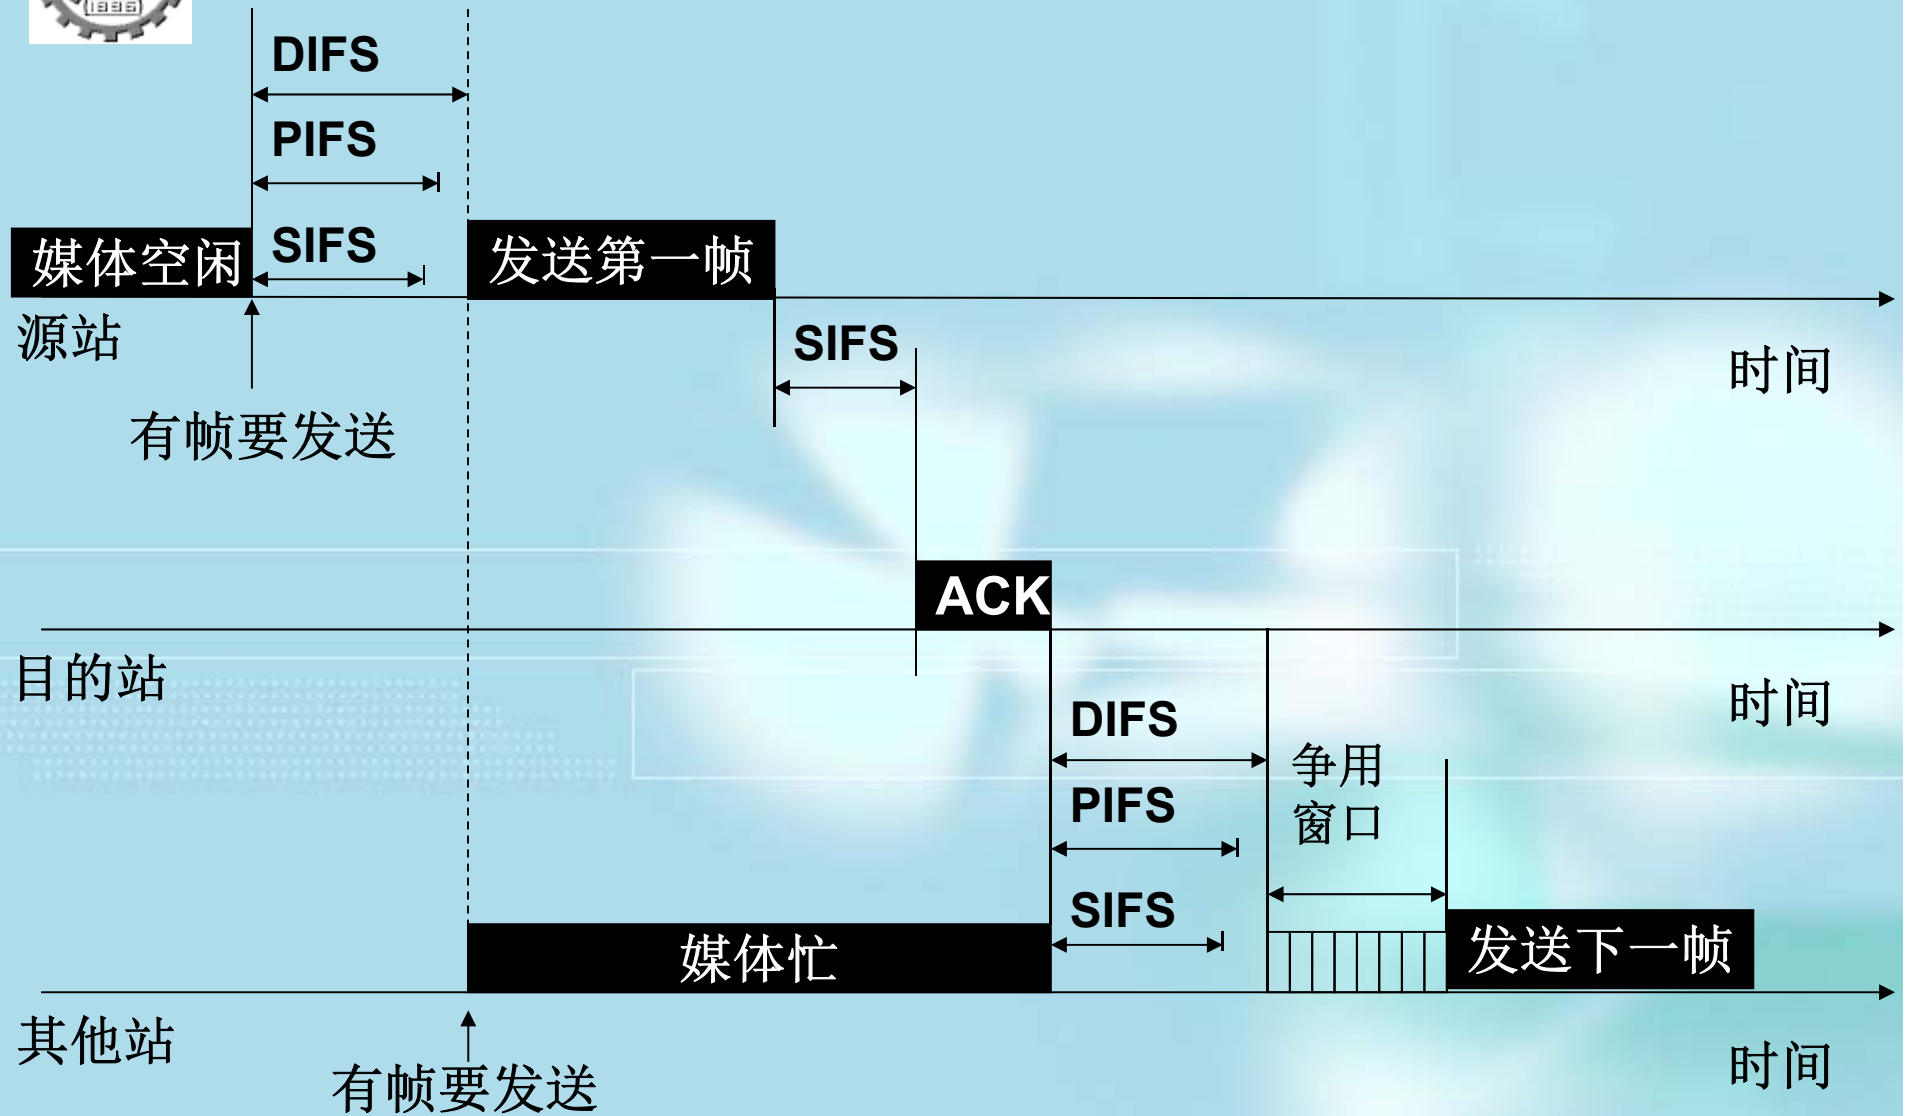 1896
DIFS
PIFS
SIFS
媒体空闲
发送第一帧
源站
SIFS
时间
有帧要发送
ACK
目的站
时间
DIFS
争用
窗口
PIFS
SIFS
媒体忙
发送下一帧
其他站
时间
有帧要发送